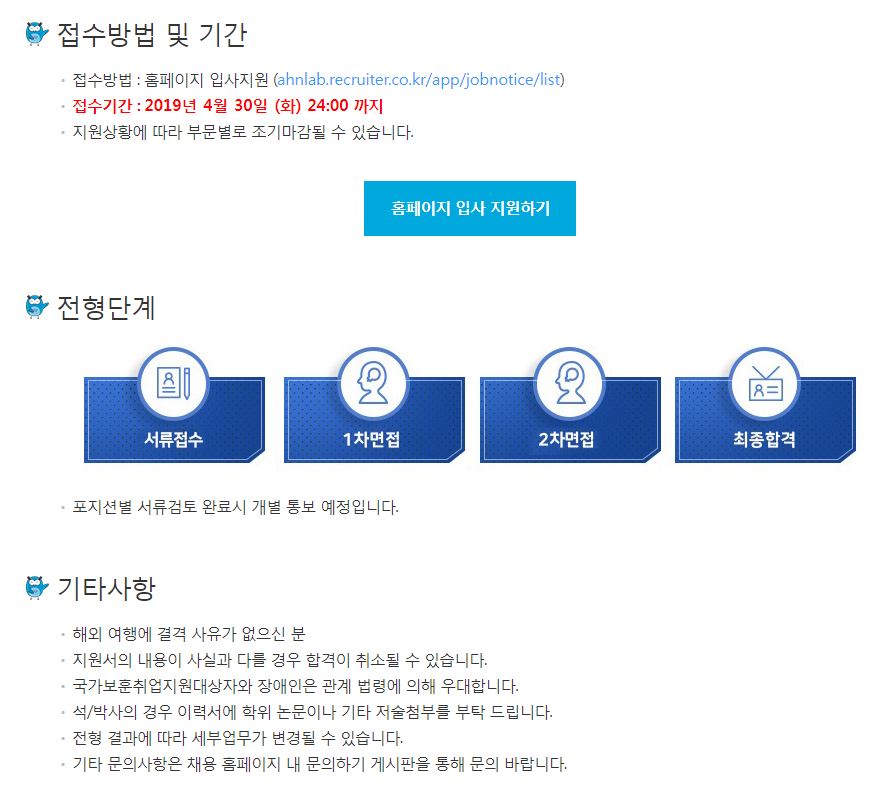 접수방법 및 기간
접수방법 : 홈페이지 입사지원 (ahnlab.recruiter.co.kr/app/jobnotice/list)
접수기간 : 2019년 4월 30일 (화) 24:00 까지
지원상황에 따라 부문별로 조기마감될 수 있습니다.
홈페이지 입사 지원하기
전형단계
서류접수
1차면접
2차면접
최종합격
포지션별 서류검토 완료시 개별 통보 예정입니다.
기타사항
해외 여행에 결격 사유가 없으신 분
지원서의 내용이 사실과 다를 경우 합격이 취소될 수 있습니다.
국가보훈취업지원대상자와 장애인은 관계 법령에 의해 우대합니다.
석/박사의 경우 이력서에 학위 논문이나 기타 저술첨부를 부탁 드립니다.
전형 결과에 따라 세부업무가 변경될 수 있습니다.
기타 문의사항은 채용 홈페이지 내 문의하기 게시판을 통해 문의 바랍니다.